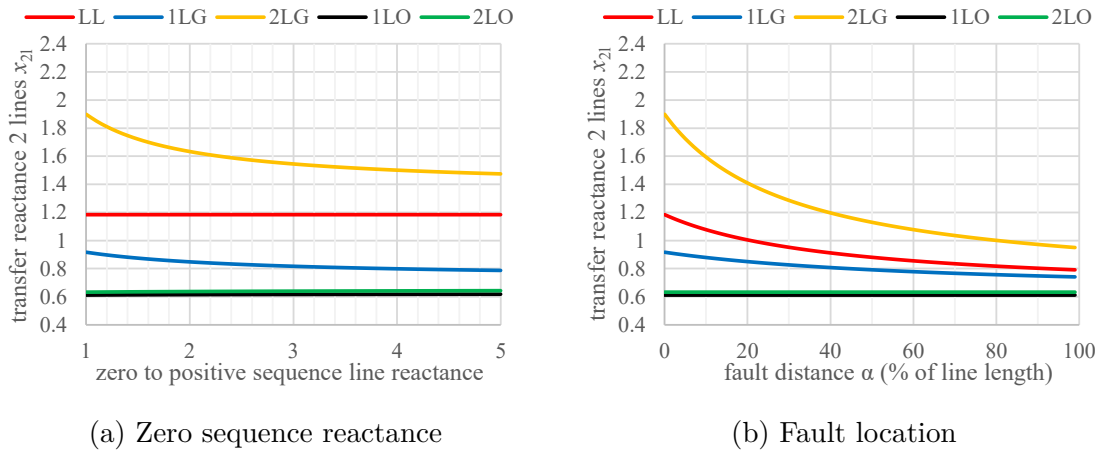 LL 1LG 2LG 1LO 2LO
transfer reactance 2 lines x21
2.4
2.2
2
1.8
1.6
1.4
1.2
1
0.8
0.6
0.4
1 2 3 4 5
zero to positive sequence line reactance
(a) Zero sequence reactance
LL 1LG 2LG 1LO 2LO
transfer reactance 2 lines x21
2.4
2.2
2
1.8
1.6
1.4
1.2
1
0.8
0.6
0.4
0 20 40 60 80 100
fault distance α (% of line length)
(b) Fault location